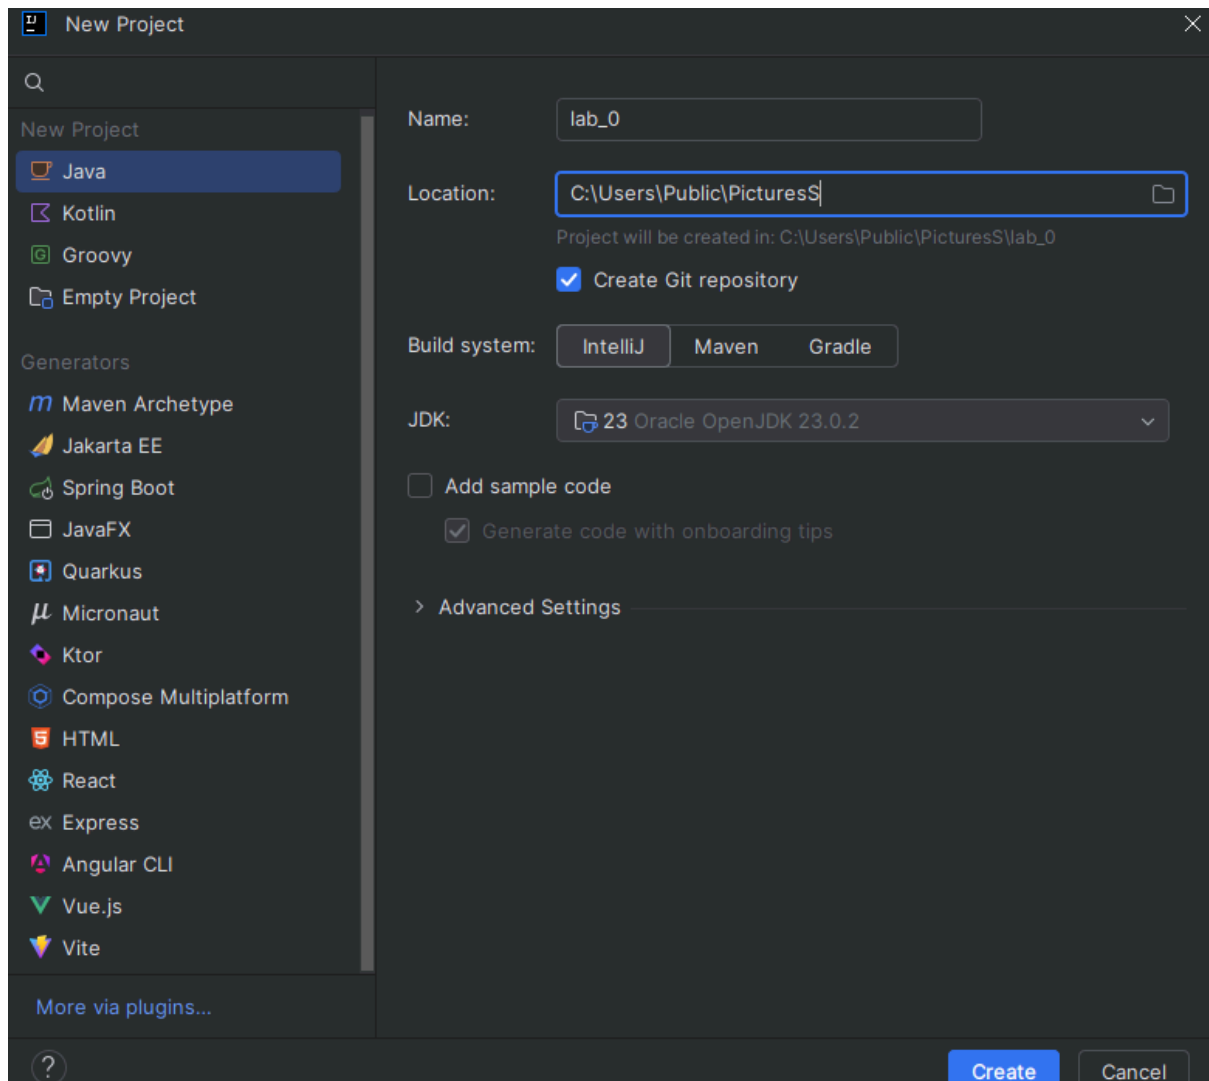 New Project
New Project
Java
Kotlin
Groovy
Empty Project
Generators
Maven Archetype
Jakarta EE
Spring Boot
JavaFX
Quarkus
Micronaut
Ktor
Compose Multiplatform
HTML
React
ex Express
Angular CLI
Vue.js
Vite
More via plugins...
?
Name: lab_0
Location: C:\Users\Public\PicturesS
Project will be created in: C:\Users\Public\PicturesS\lab_0
Create Git repository
Build system: IntelliJ Maven Gradle
JDK: 23 Oracle OpenJDK 23.0.2
Add sample code
Generate code with onboarding tips
Advanced Settings
Create Cancel